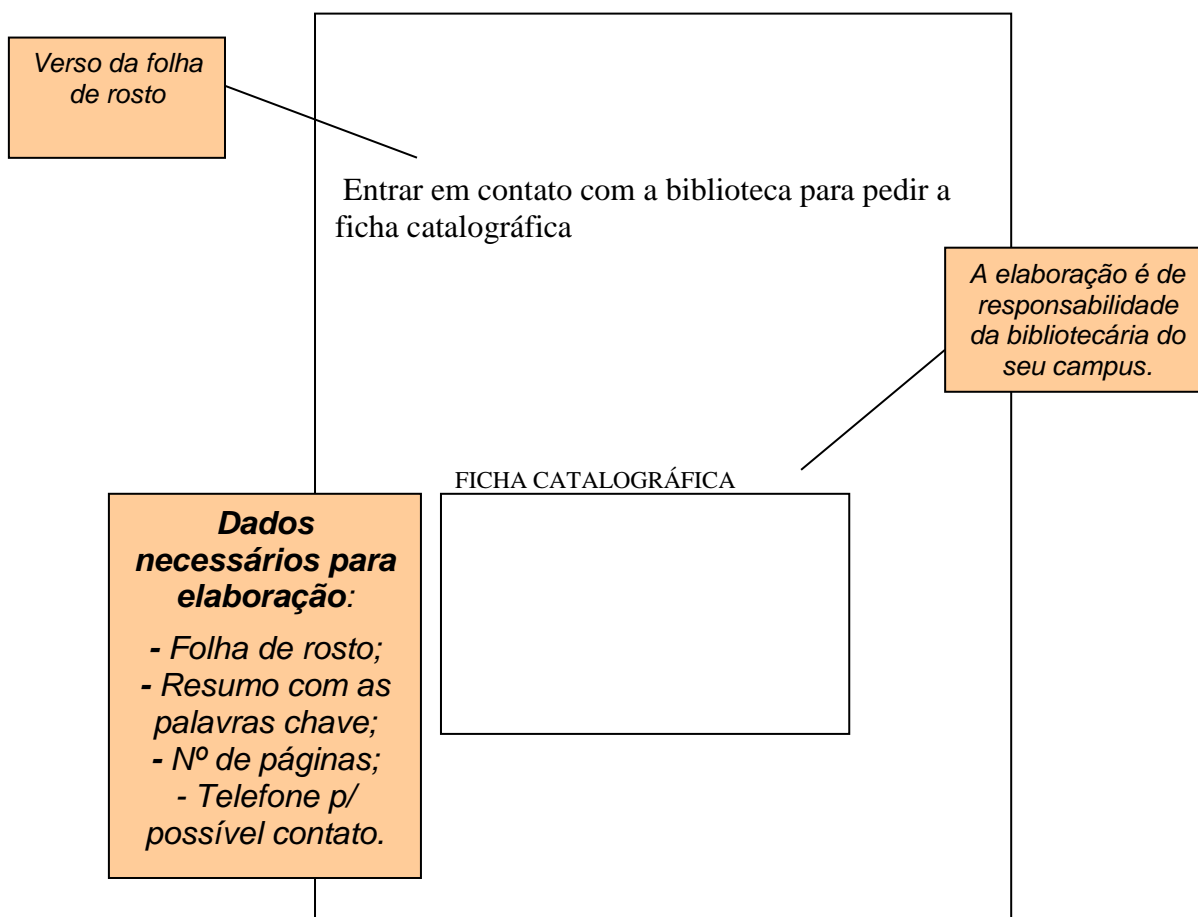 Verso da folha
de rosto
Entrar em contato com a biblioteca para pedir a
ficha catalográfica
A elaboração é de
responsabilidade
da bibliotecária do
seu campus.
FICHA CATALOGRÁFICA
Dados
necessários para
elaboração:
- Folha de rosto;
- Resumo com as
palavras chave;
- Nº de páginas;
- Telefone p/
possível contato.